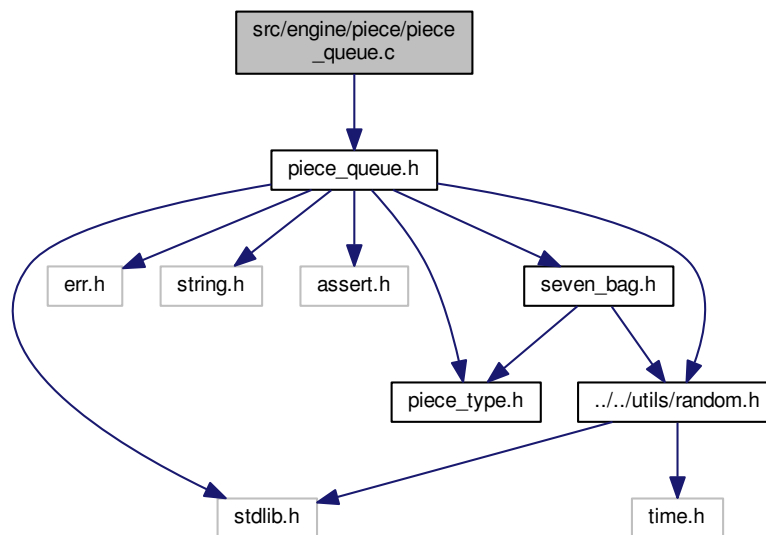 src/engine/piece/piece
_queue.c
piece_queue.h
err.h
string.h
assert.h
seven_bag.h
piece_type.h
../../utils/random.h
stdlib.h
time.h